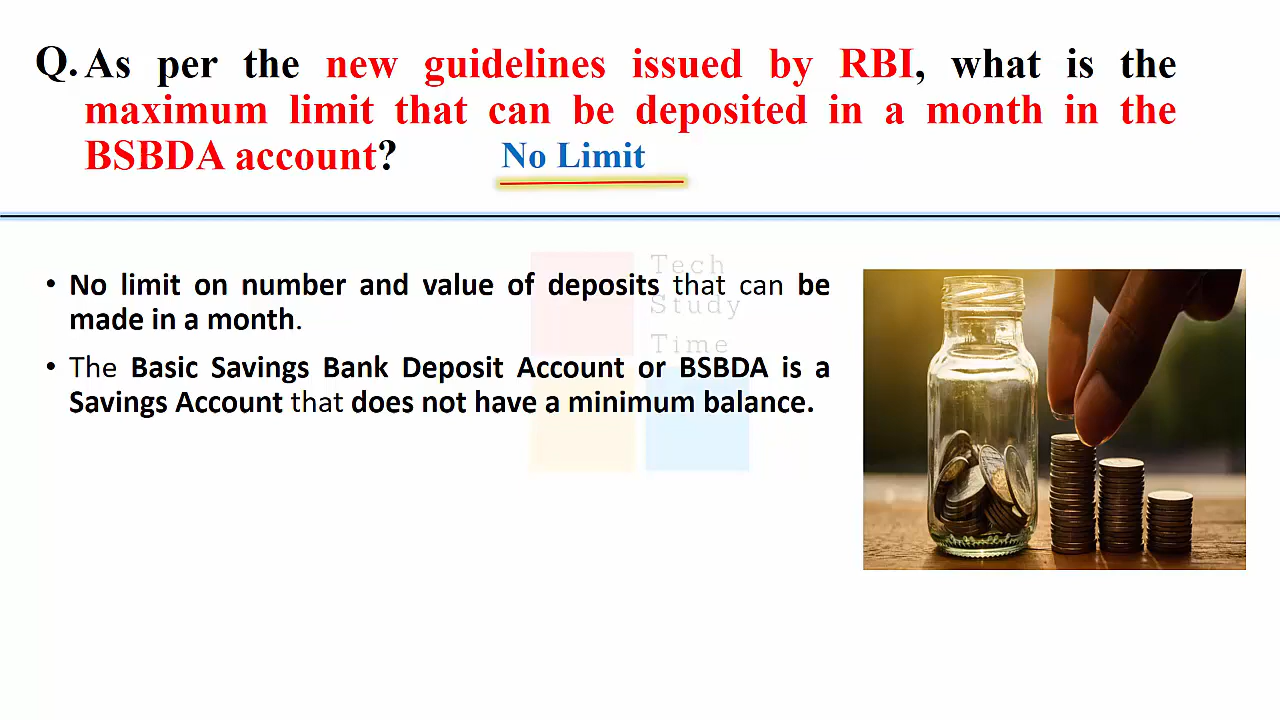 Q. As per the new guidelines issued by RBI, what is the
maximum limit that can be deposited in a month in the
BSBDA account?
No Limit
• No limit on number and value of deposits that can be
made in a month.
• The Basic Savings Bank Deposit Account or BSBDA is a
Savings Account that does not have a minimum balance.
Tech
Study
Time